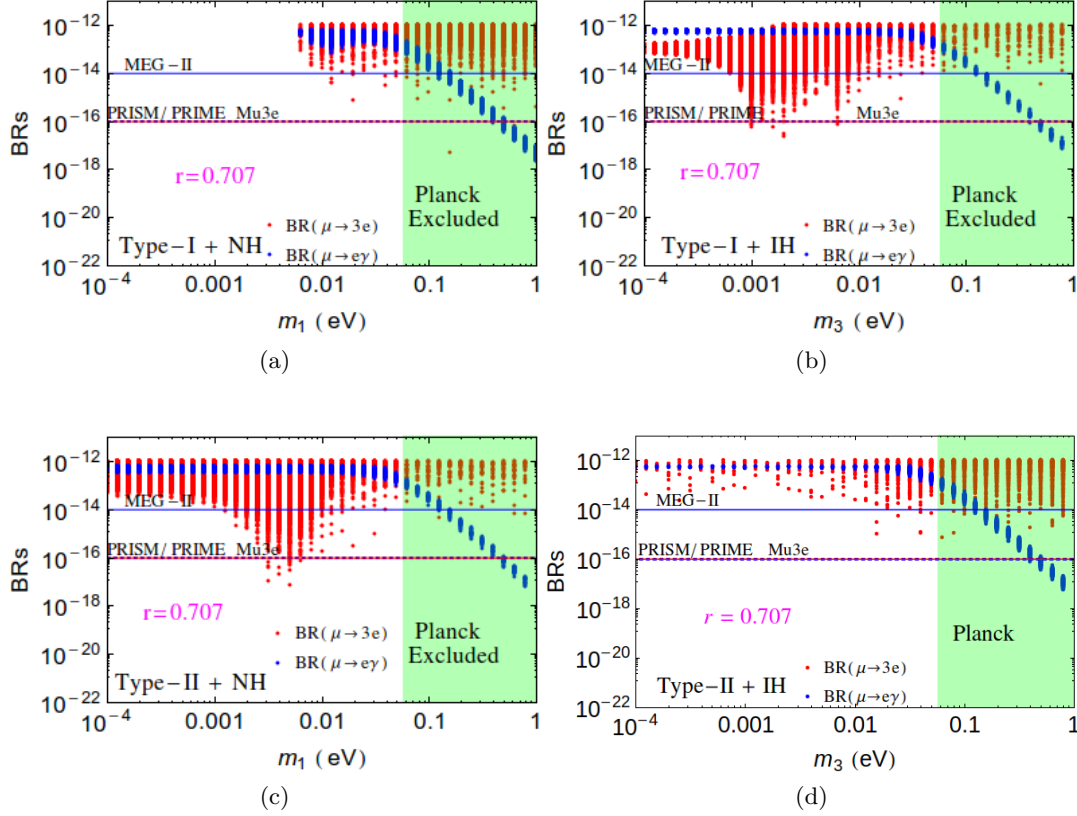 10⁻¹²
10⁻¹⁴
10⁻¹⁶
10⁻¹⁸
10⁻²⁰
10⁻²²
BRs
MEG-II
PRISM/PRIME Mu3e
r=0.707
Planck
Excluded
BR(μ→3e)
BR(μ→eγ)
Type-I + NH
10⁻⁴ 0.001 0.01 0.1 1
m₁ (eV)
(a)
10⁻¹²
10⁻¹⁴
10⁻¹⁶
10⁻¹⁸
10⁻²⁰
10⁻²²
BRs
MEG-II
PRISM/PRIME Mu3e
r=0.707
Planck
Excluded
BR(μ→3e)
BR(μ→eγ)
Type-I + IH
10⁻⁴ 0.001 0.01 0.1 1
m₃ (eV)
(b)
10⁻¹²
10⁻¹⁴
10⁻¹⁶
10⁻¹⁸
10⁻²⁰
10⁻²²
BRs
MEG-II
PRISM/PRIME Mu3e
r=0.707
Planck
Excluded
BR(μ→3e)
BR(μ→eγ)
Type-II + NH
10⁻⁴ 0.001 0.01 0.1 1
m₁ (eV)
(c)
10⁻¹²
10⁻¹⁴
10⁻¹⁶
10⁻¹⁸
10⁻²⁰
10⁻²²
BRs
MEG-II
PRISM/PRIME Mu3e
r = 0.707
Planck
BR(μ→3e)
BR(μ→eγ)
Type-II + IH
10⁻⁴ 0.001 0.01 0.1 1
m₃ (eV)
(d)